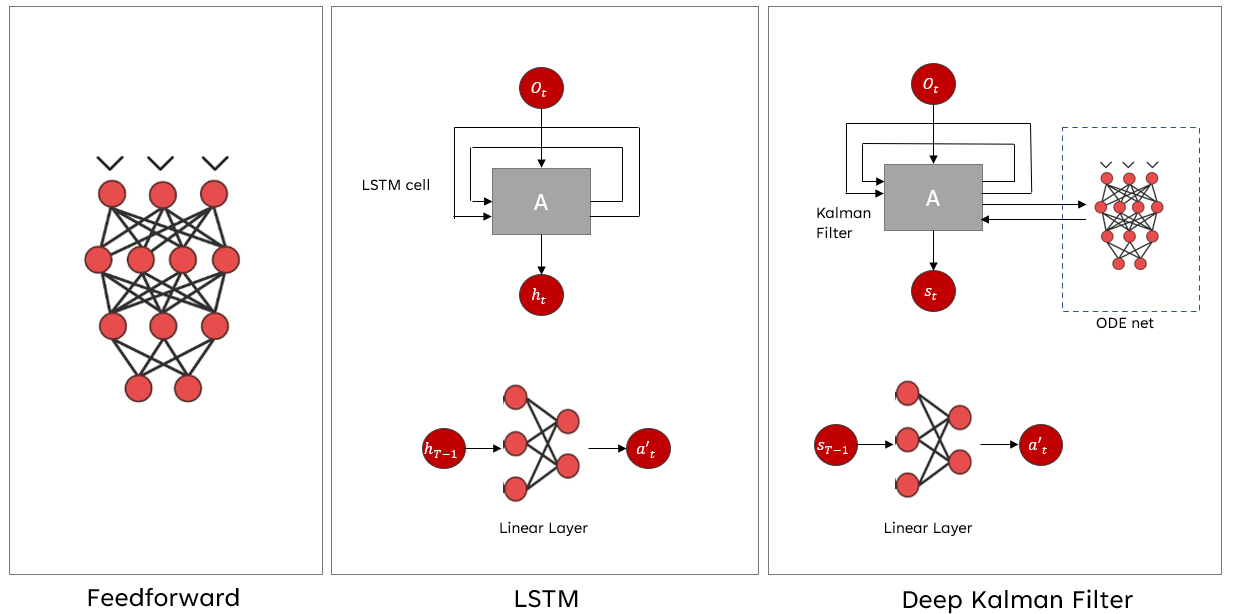 O_t
LSTM cell
A
h_t
h_{T-1}
a'_t
Linear Layer
O_t
A
Kalman
Filter
s_t
ODE net
s_{T-1}
a'_t
Linear Layer
Feedforward
LSTM
Deep Kalman Filter